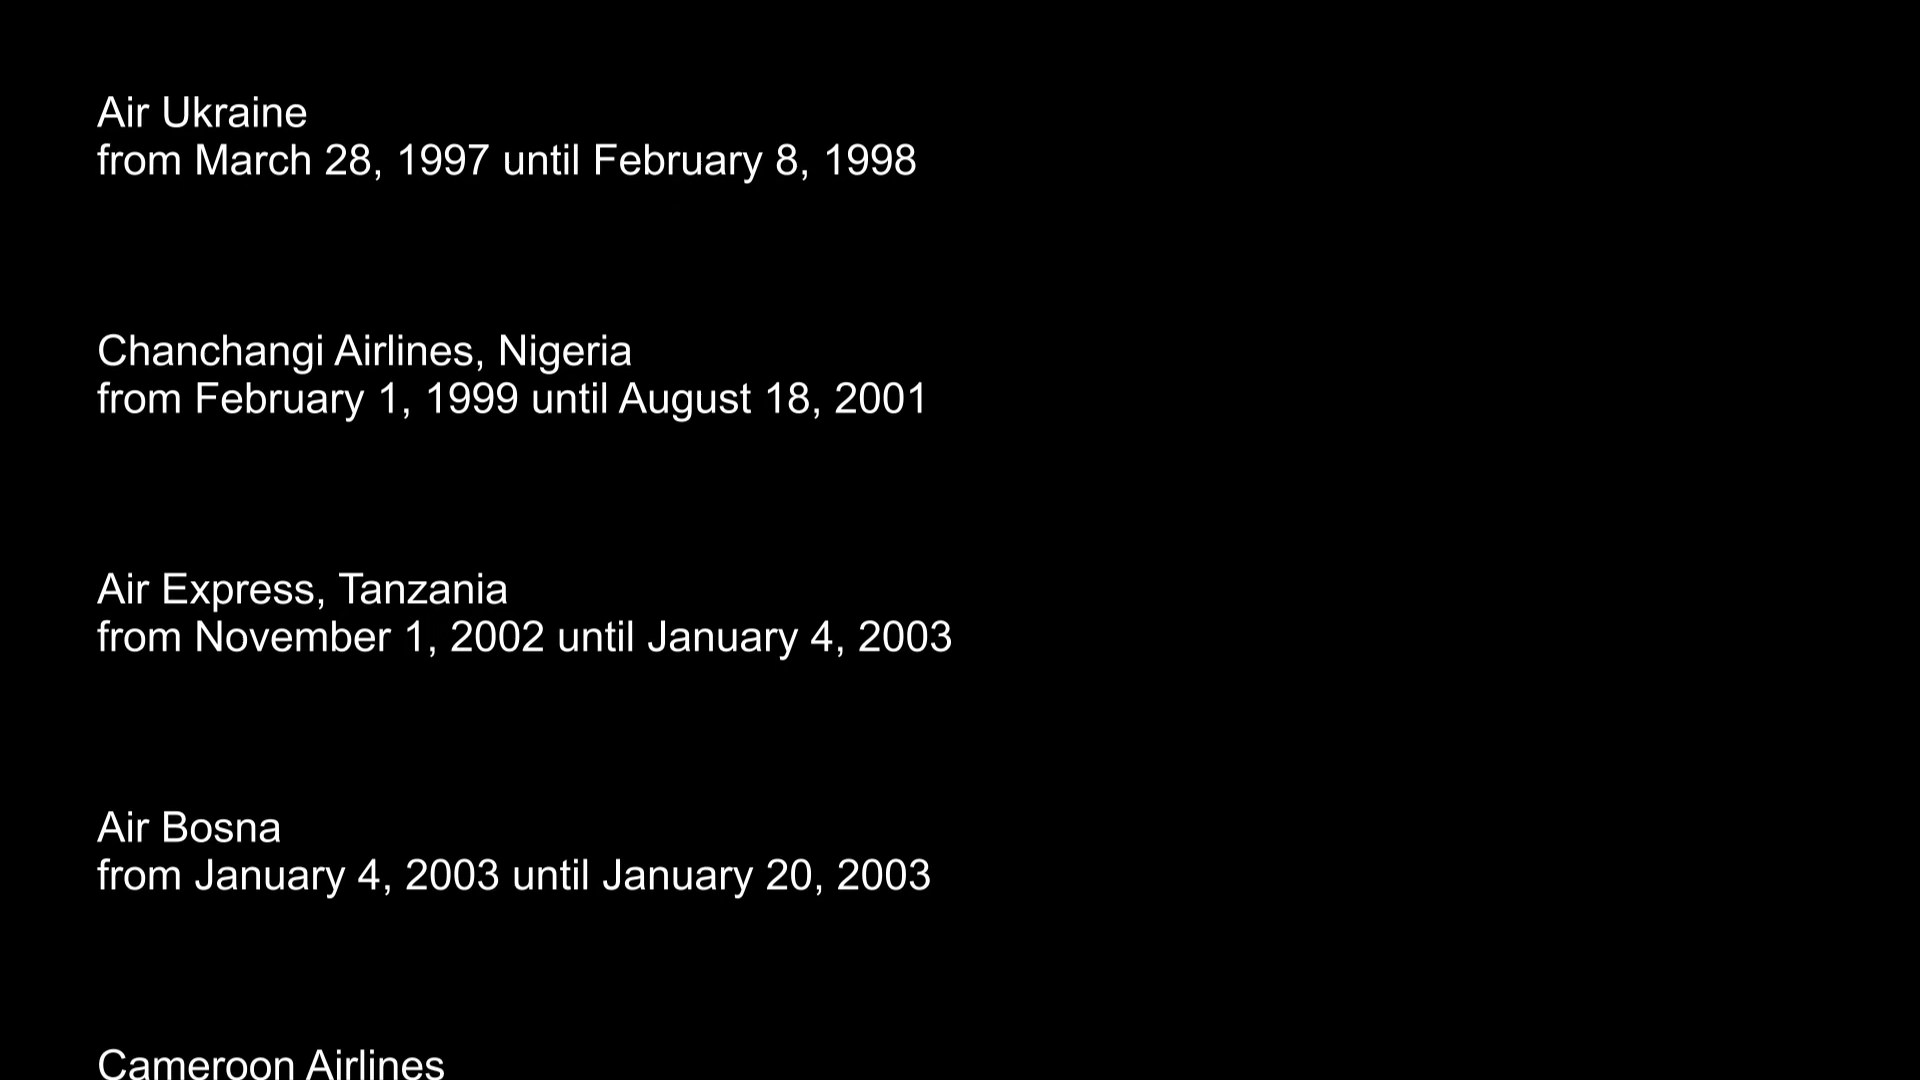 Air Ukraine
from March 28, 1997 until February 8, 1998
Chanchangi Airlines, Nigeria
from February 1, 1999 until August 18, 2001
Air Express, Tanzania
from November 1, 2002 until January 4, 2003
Air Bosna
from January 4, 2003 until January 20, 2003
Cameroon Airlines